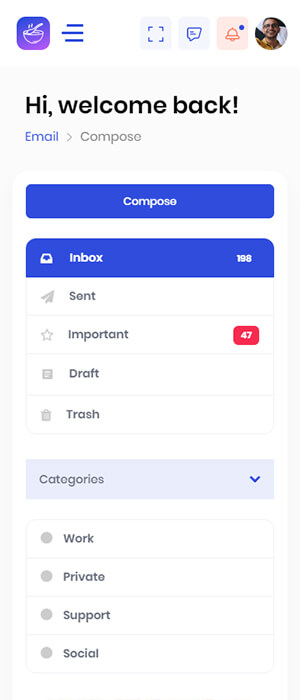 Hi, welcome back!
Email > Compose
Compose
Inbox 198
Sent
Important 47
Draft
Trash
Categories
Work
Private
Support
Social